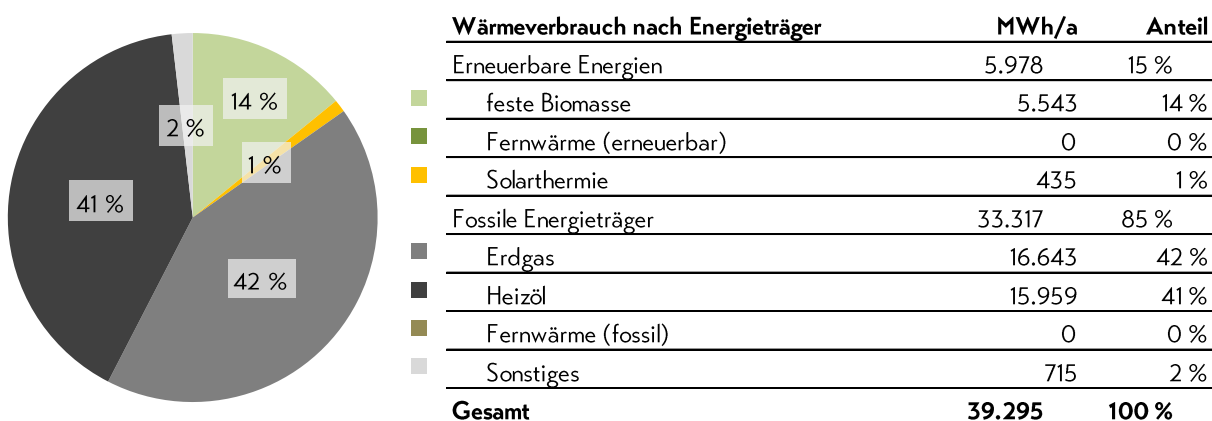 Wärmeverbrauch nach Energieträger MWh/a Anteil
Erneuerbare Energien 5.978 15 %
feste Biomasse 5.543 14 %
Fernwärme (erneuerbar) 0 0 %
Solarthermie 435 1 %
Fossile Energieträger 33.317 85 %
Erdgas 16.643 42 %
Heizöl 15.959 41 %
Fernwärme (fossil) 0 0 %
Sonstiges 715 2 %
Gesamt 39.295 100 %
14 %
2 %
1 %
41 %
42 %